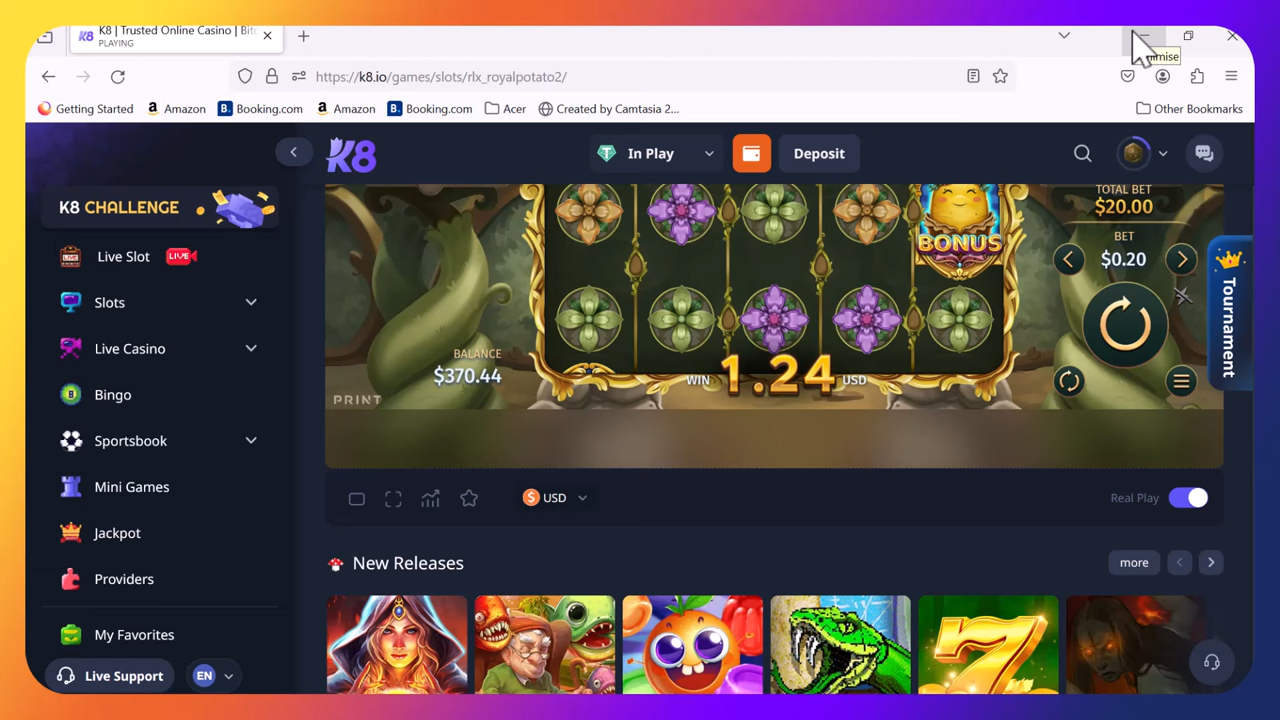 K8 | Trusted Online Casino | Bitc
PLAYING
https://k8.io/games/slots/rlx_royalpotato2/
Getting Started
Amazon
Booking.com
Amazon
Booking.com
Acer
Created by Camtasia 2...
Other Bookmarks
K8
In Play
Deposit
K8 CHALLENGE
Live Slot
LIVE
Slots
Live Casino
Bingo
Sportsbook
Mini Games
Jackpot
Providers
My Favorites
Live Support
EN
BONUS
TOTAL BET
$20.00
BET
$0.20
Tournament
BALANCE
$370.44
WIN 1.24 USD
PRINT
USD
Real Play
New Releases
more
7